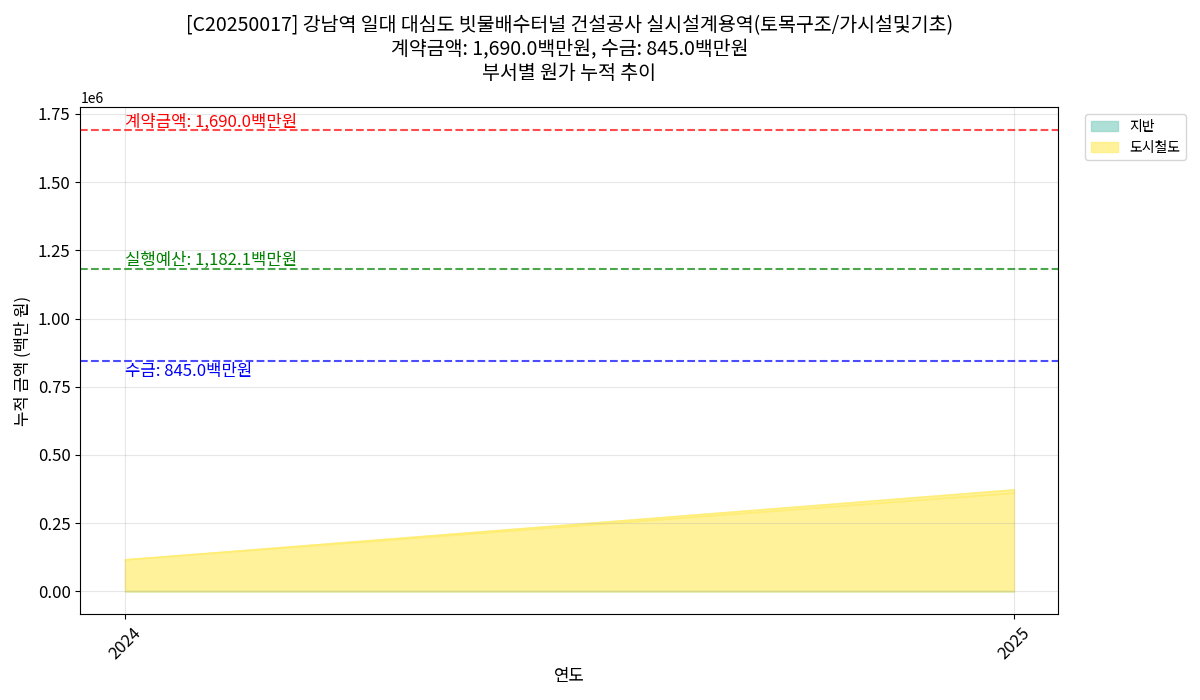 [C20250017] 강남역 일대 대심도 빗물배수터널 건설공사 실시설계용역(토목구조/가시설및기초)
계약금액: 1,690.0백만원, 수금: 845.0백만원
부서별 원가 누적 추이
1e6
1.75
1.50
1.25
1.00
0.75
0.50
0.25
0.00
누적 금액 (백만 원)
계약금액: 1,690.0백만원
실행예산: 1,182.1백만원
수금: 845.0백만원
지반
도시철도
2024
2025
연도